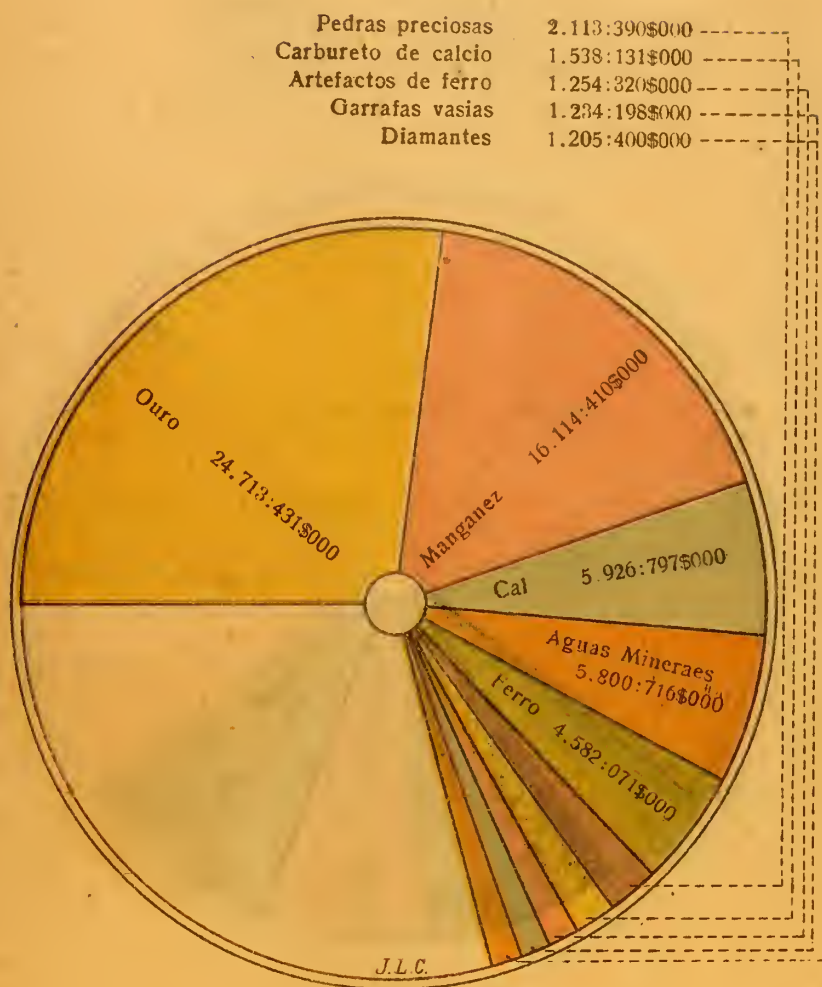 Pedras preciosas 2.113:390$000
Carbureto de calcio 1.538:131$000
Artefactos de ferro 1.254:320$000
Garrafas vasias 1.234:198$000
Diamantes 1.205:400$000
Ouro 24.713:431$000
Manganez 16.114:410$000
Cal 5.926:797$000
Aguas Mineraes
5.800:716$000
Ferro 4.582:071$000
J.L.C.